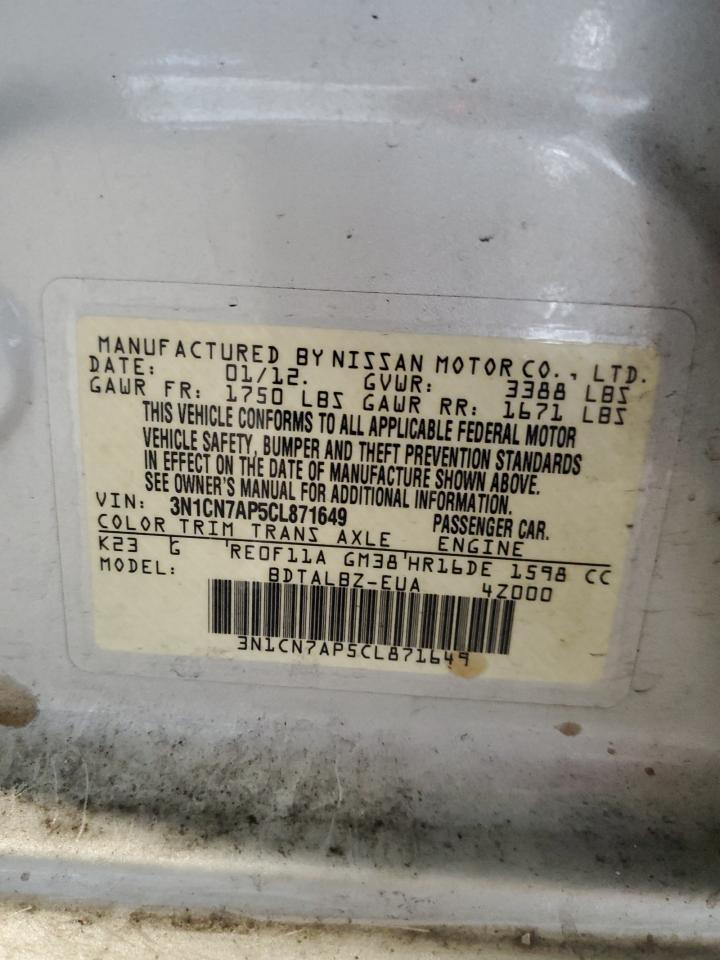 MANUFACTURED BY NISSAN MOTOR CO., LTD.
DATE: 01/12. GVWR: 3388 LBS
GAWR FR: 1750 LBS GAWR RR: 1671 LBS
THIS VEHICLE CONFORMS TO ALL APPLICABLE FEDERAL MOTOR
VEHICLE SAFETY, BUMPER AND THEFT PREVENTION STANDARDS
IN EFFECT ON THE DATE OF MANUFACTURE SHOWN ABOVE.
SEE OWNER'S MANUAL FOR ADDITIONAL INFORMATION.
VIN: 3N1CN7AP5CL871649 PASSENGER CAR.
COLOR TRIM TRANS AXLE ENGINE
K23 G 'RE0F11A GM38'HR16DE 1598 CC
MODEL: BDTALBZ-EUA 4Z000
3N1CN7AP5CL871649